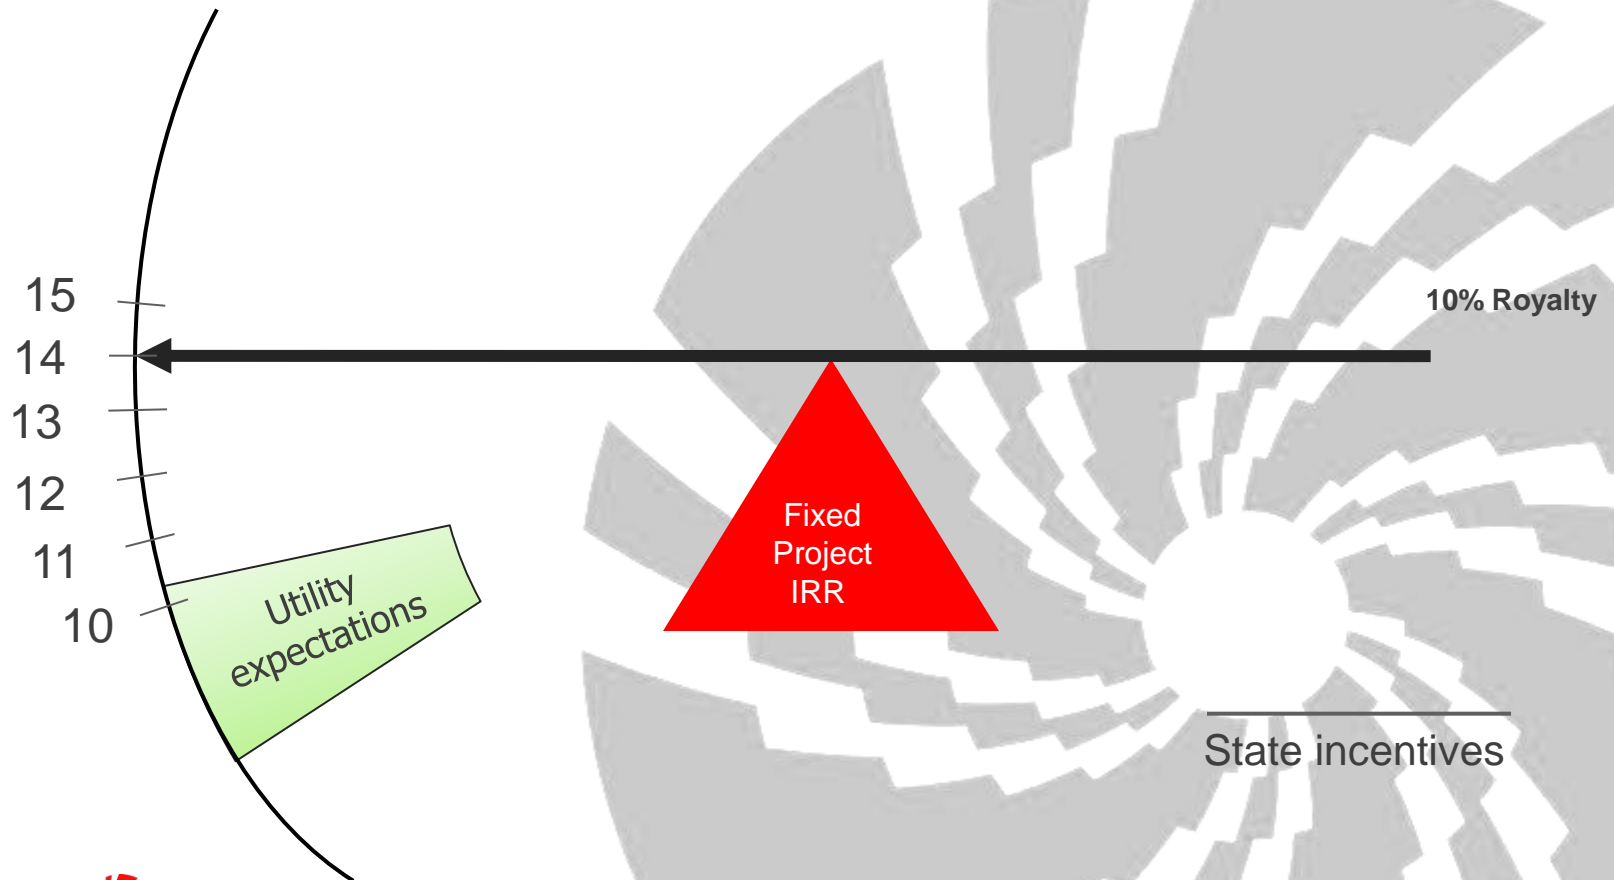 15
14
13
12
11
10
10% Royalty
Fixed
Project
IRR
Utility
expectations
State incentives